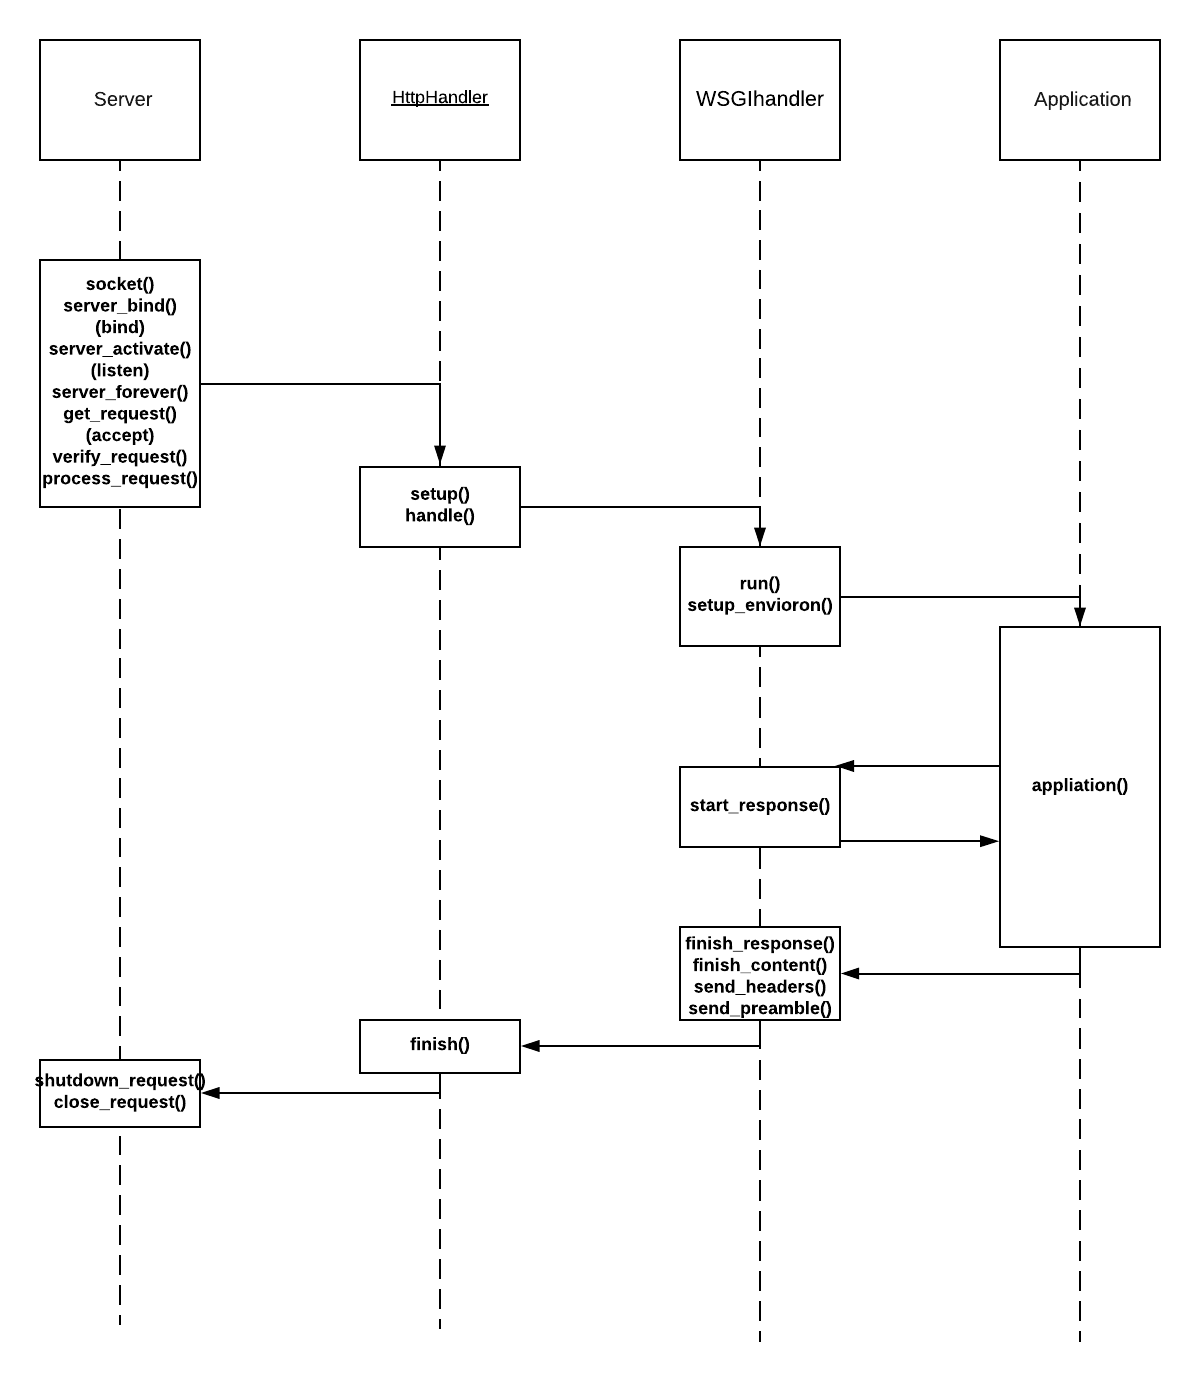 Server
HttpHandler
WSGIhandler
Application
socket()
server_bind()
(bind)
server_activate()
(listen)
server_forever()
get_request()
(accept)
verify_request()
process_request()
setup()
handle()
run()
setup_envioron()
appliation()
start_response()
finish_response()
finish_content()
send_headers()
send_preamble()
finish()
shutdown_request()
close_request()